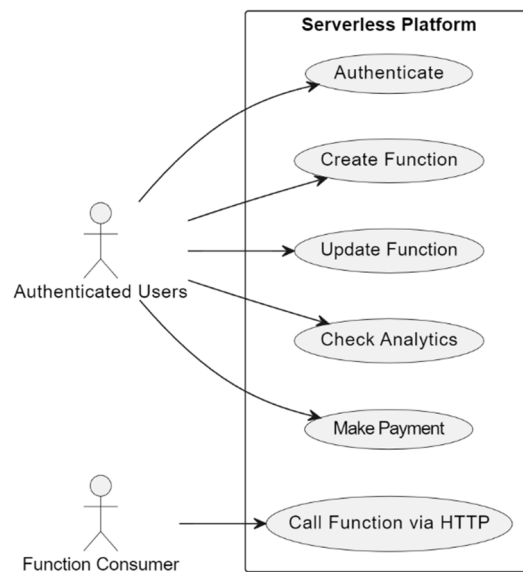 Serverless Platform
Authenticate
Create Function
Update Function
Authenticated Users
Check Analytics
Make Payment
Call Function via HTTP
Function Consumer